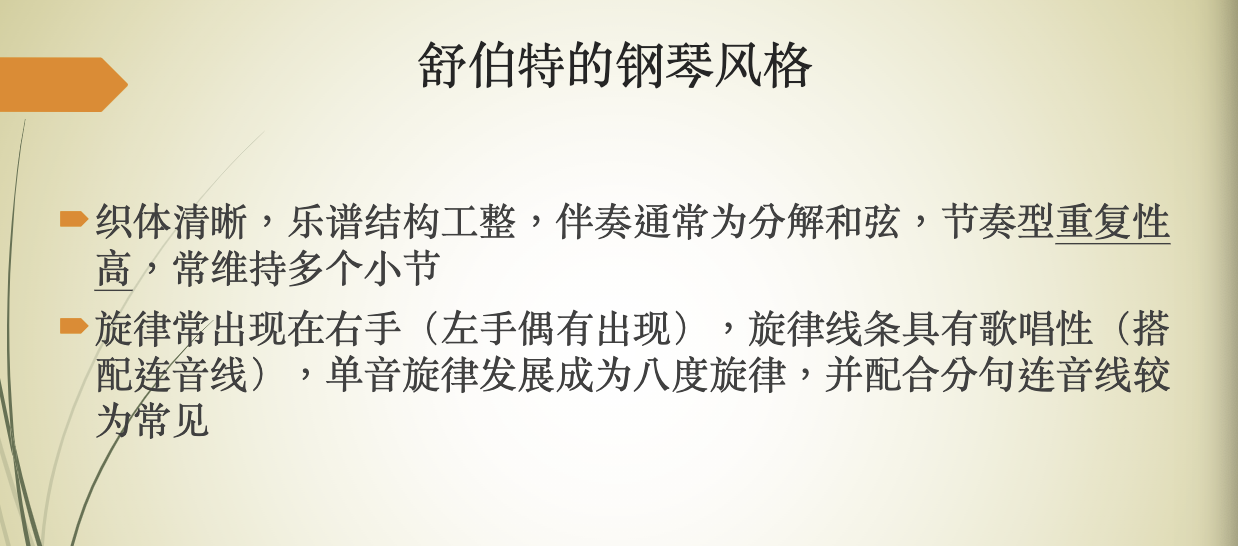 舒伯特的钢琴风格
织体清晰，乐谱结构工整，伴奏通常为分解和弦，节奏型重复性
高，常维持多个小节
旋律常出现在右手（左手偶有出现），旋律线条具有歌唱性（搭
配连音线），单音旋律发展成为八度旋律，并配合分句连音线较
为常见